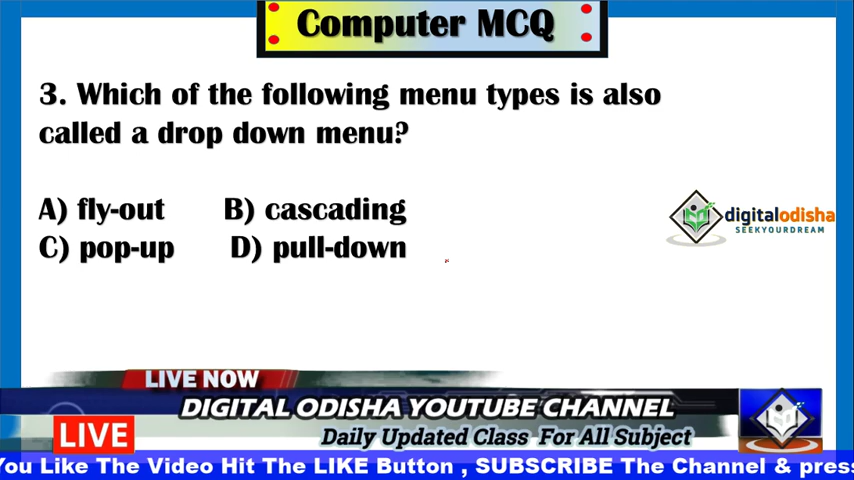 Computer MCQ
3. Which of the following menu types is also
called a drop down menu?
A) fly-out B) cascading
C) pop-up D) pull-down
digitalodisha
SEEKYOURDREAM
LIVE NOW
DIGITAL ODISHA YOUTUBE CHANNEL
LIVE Daily Updated Class For All Subject
You Like The Video Hit The LIKE Button , SUBSCRIBE The Channel & press